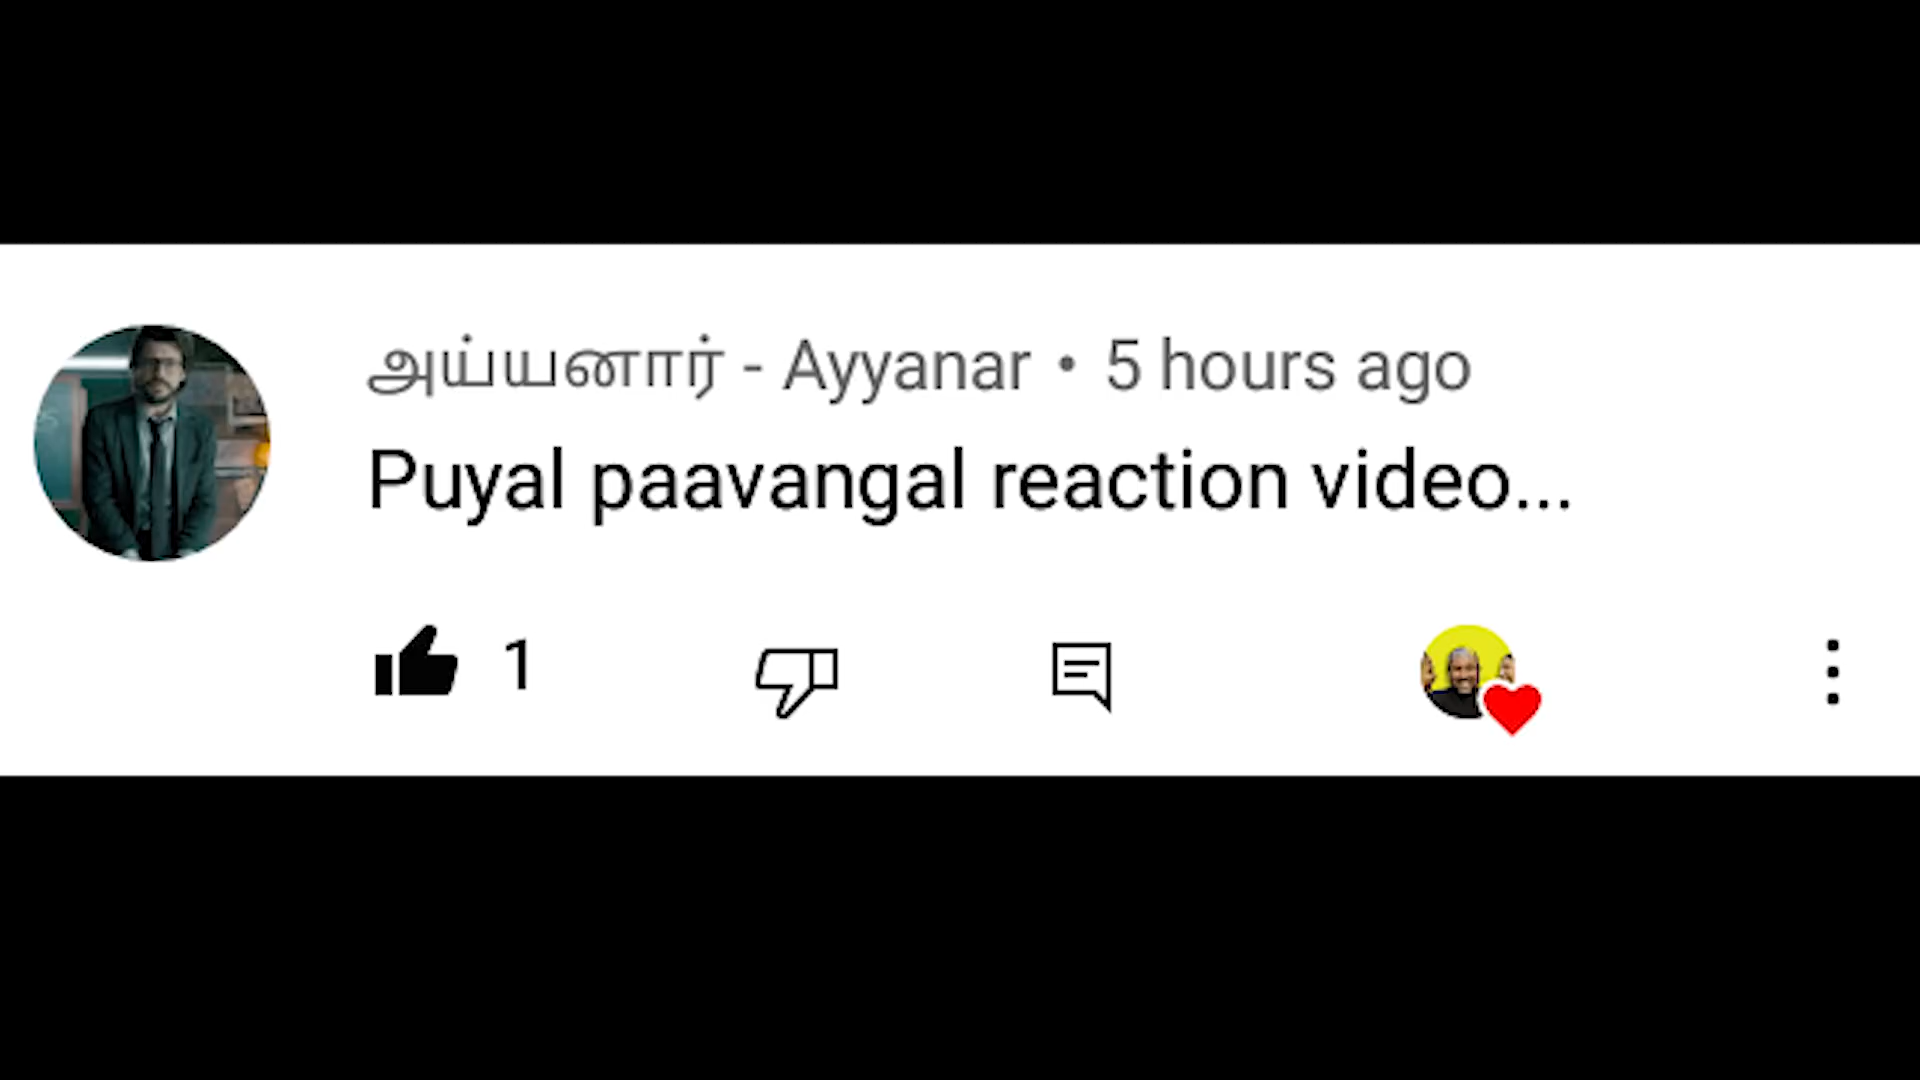 அய்யனார் - Ayyanar • 5 hours ago
Puyal paavangal reaction video...
1